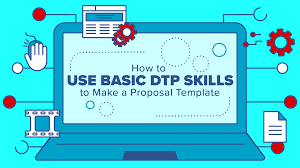 How to
USE BASIC DTP SKILLS
to Make a Proposal Template